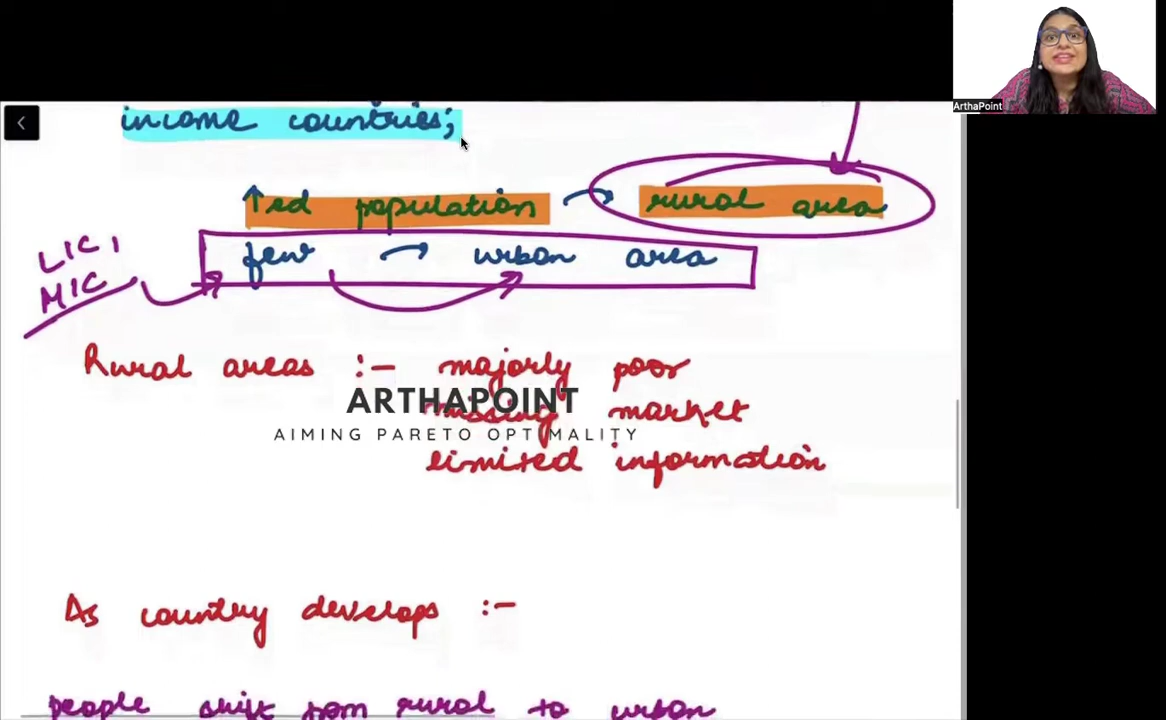 ArthaPoint
income countries;
↑ed population → rural area
few → urban area
LIC,
MIC
Rural areas :- majorly poor
ARTHAPOINT
missing market
AIMING PARETO OPTIMALITY
limited information
As country develops :-
people shift from rural to urban